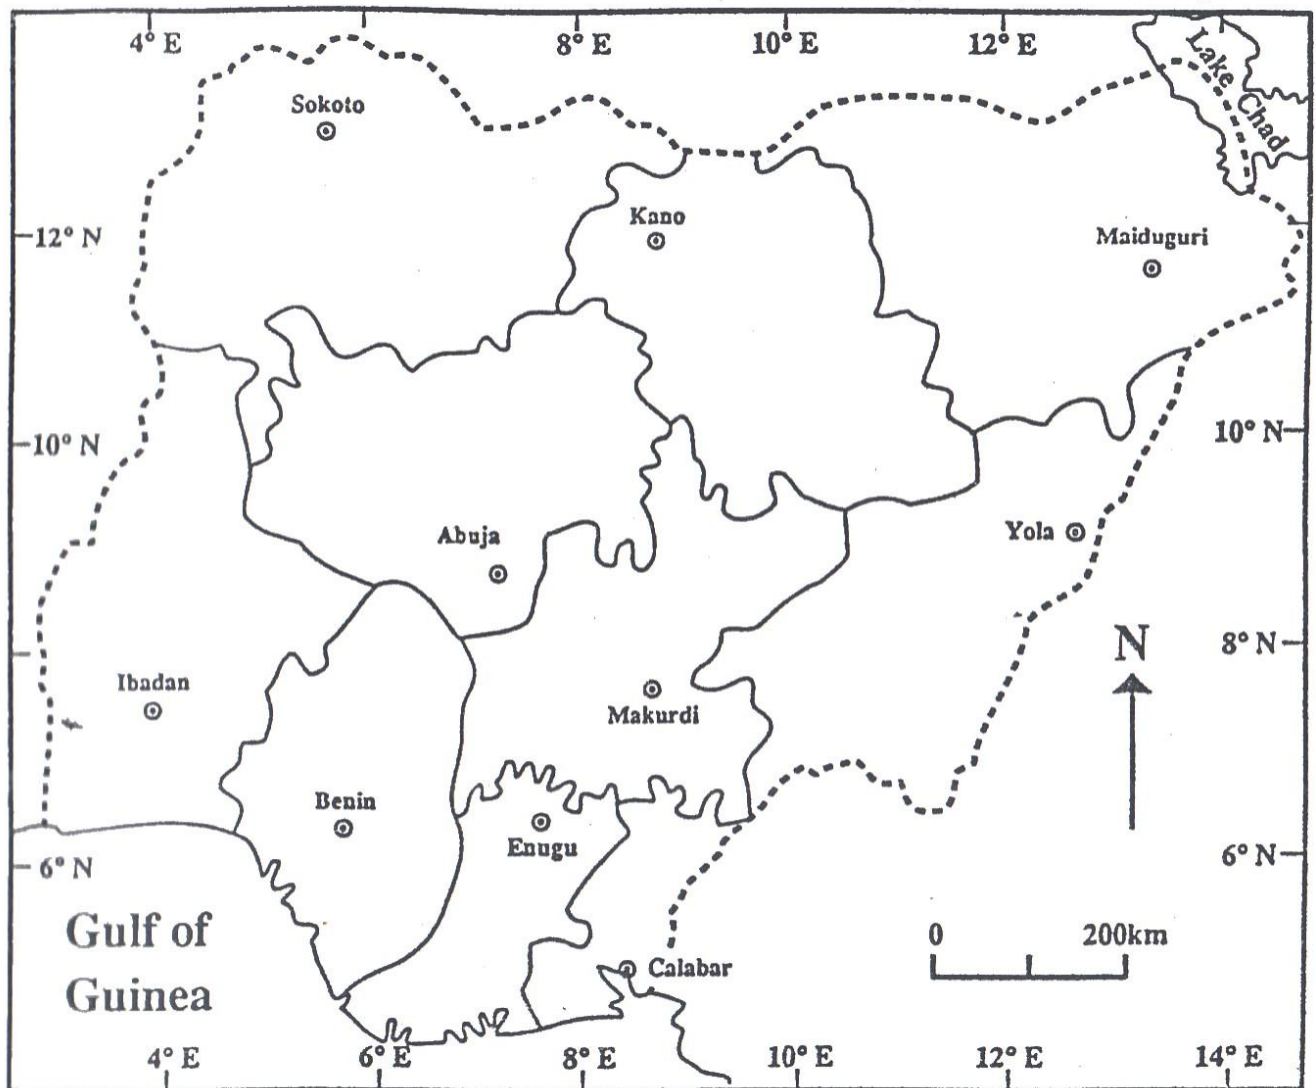 4° E
8° E
10° E
12° E
Lake Chad
Sokoto
Kano
12° N
Maiduguri
10° N
10° N
Abuja
Yola
8° N
N
Ibadan
Makurdi
Benin
Enugu
6° N
6° N
Gulf of
Guinea
0 200km
Calabar
4° E
6° E
8° E
10° E
12° E
14° E